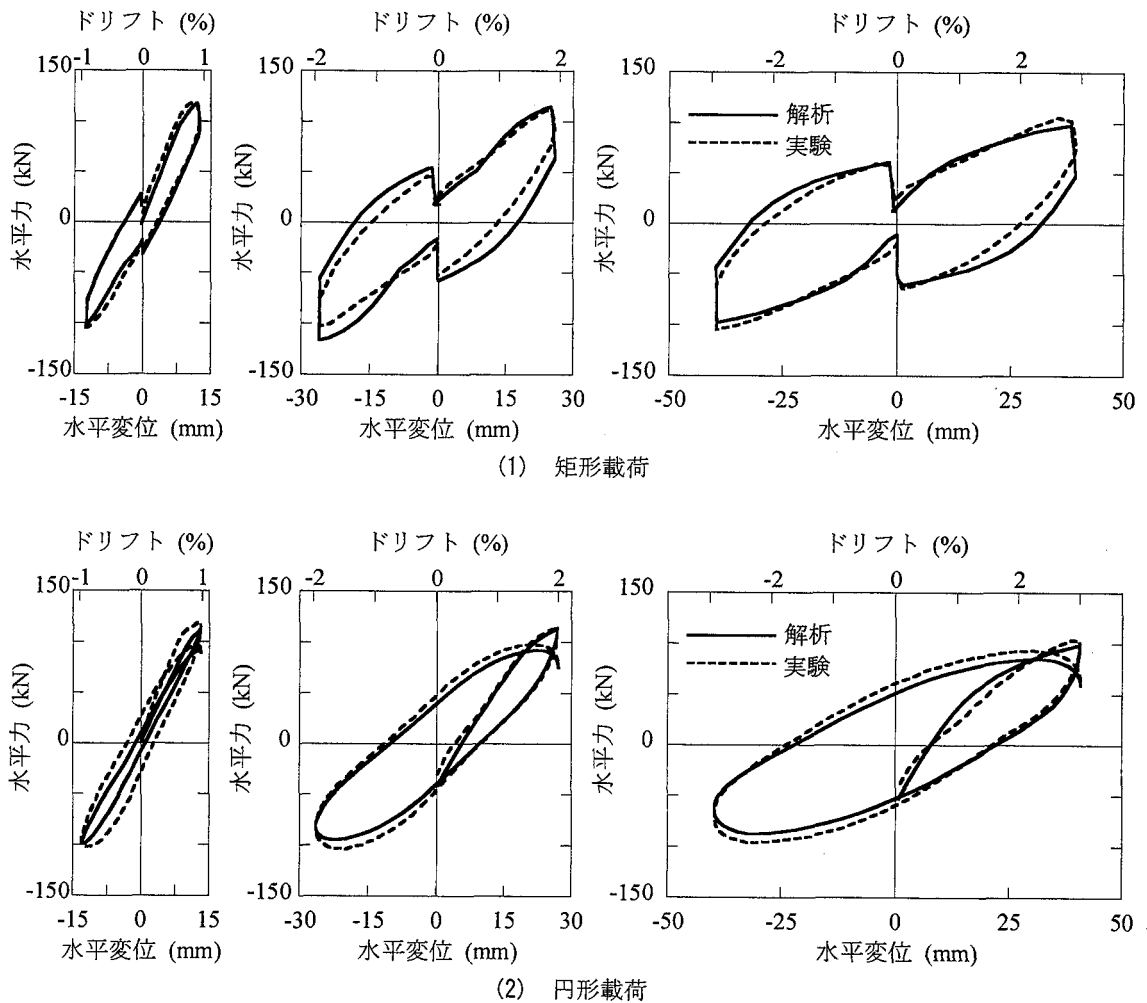 ドリフト (%) ドリフト (%) ドリフト (%)
-1 0 1 -2 0 2 -2 0 2
150 150 150
解析
実験
水平力 (kN) 水平力 (kN) 水平力 (kN)
0 0 0
-150 -150 -150
-15 0 15 -30 -15 0 15 30 -50 -25 0 25 50
水平変位 (mm) 水平変位 (mm) 水平変位 (mm)
(1) 矩形載荷
ドリフト (%) ドリフト (%) ドリフト (%)
-1 0 1 -2 0 2 -2 0 2
150 150 150
解析
実験
水平力 (kN) 水平力 (kN) 水平力 (kN)
0 0 0
-150 -150 -150
-15 0 15 -30 -15 0 15 30 -50 -25 0 25 50
水平変位 (mm) 水平変位 (mm) 水平変位 (mm)
(2) 円形載荷